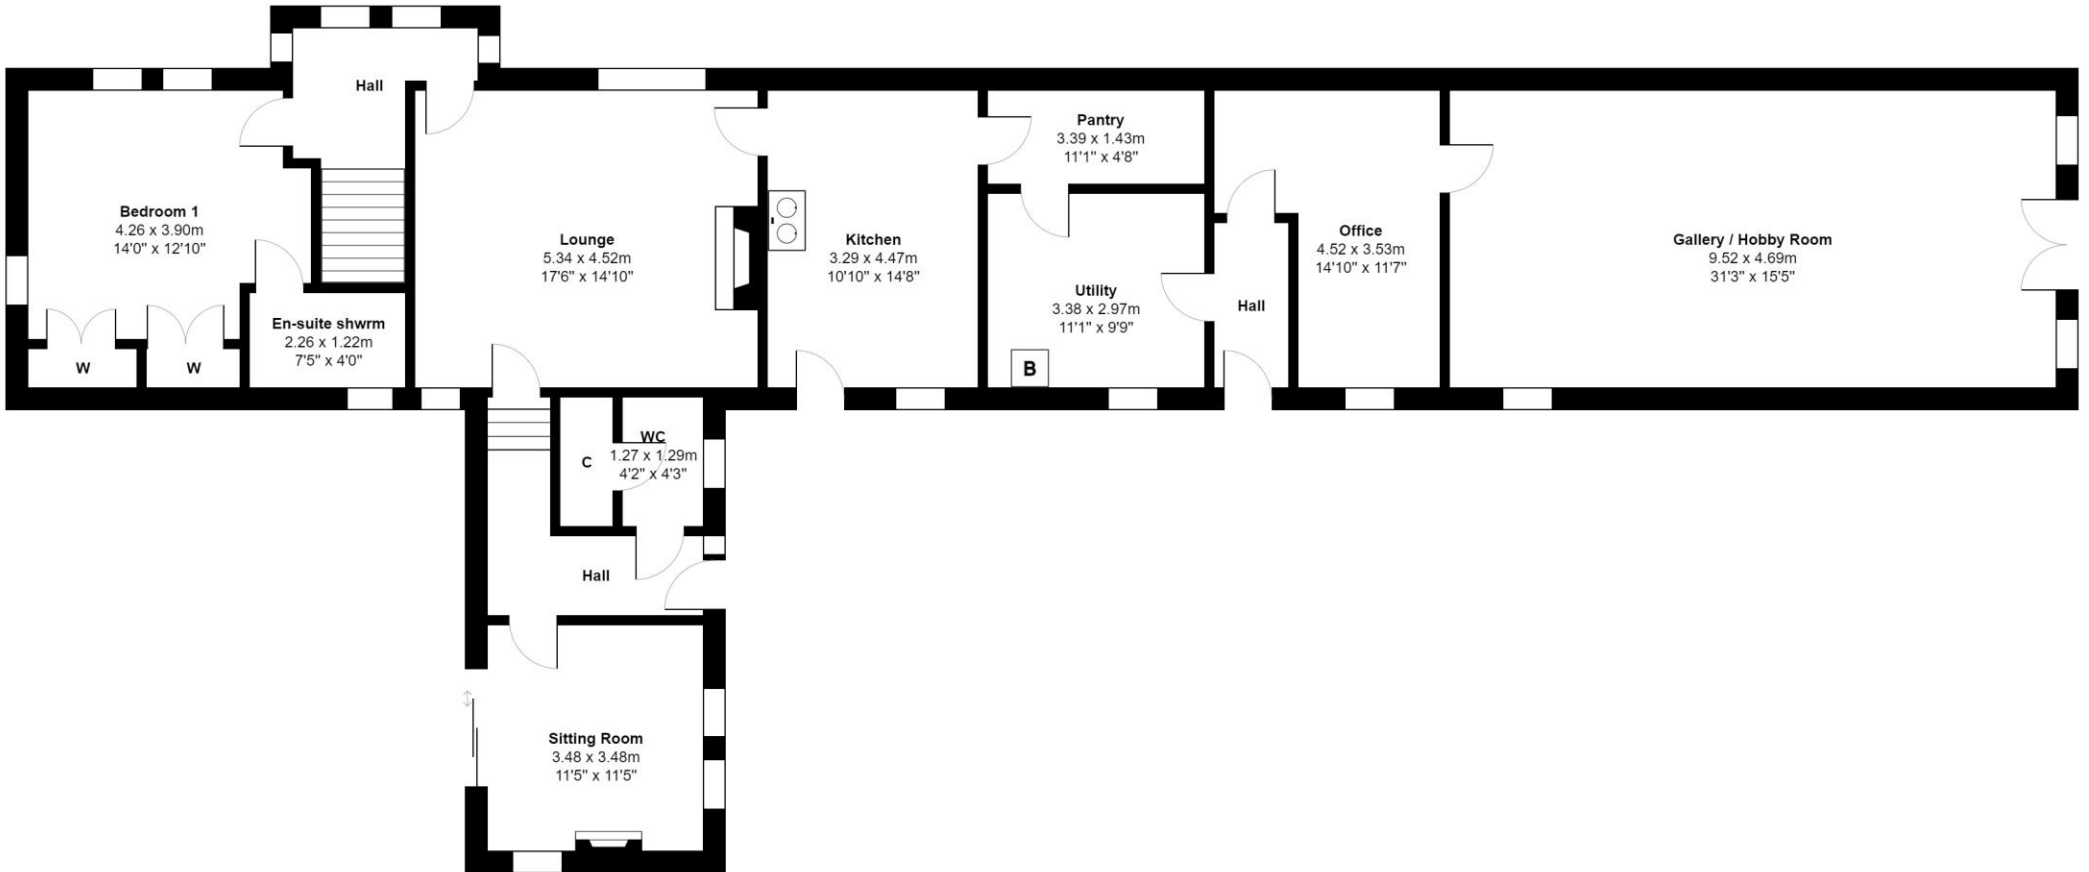 Hall
Bedroom 1
4.26 x 3.90m
14'0" x 12'10"
W
W
En-suite shwrm
2.26 x 1.22m
7'5" x 4'0"
Lounge
5.34 x 4.52m
17'6" x 14'10"
Kitchen
3.29 x 4.47m
10'10" x 14'8"
Pantry
3.39 x 1.43m
11'1" x 4'8"
Utility
3.38 x 2.97m
11'1" x 9'9"
B
Hall
Office
4.52 x 3.53m
14'10" x 11'7"
Gallery / Hobby Room
9.52 x 4.69m
31'3" x 15'5"
C
WC
1.27 x 1.29m
4'2" x 4'3"
Hall
Sitting Room
3.48 x 3.48m
11'5" x 11'5"